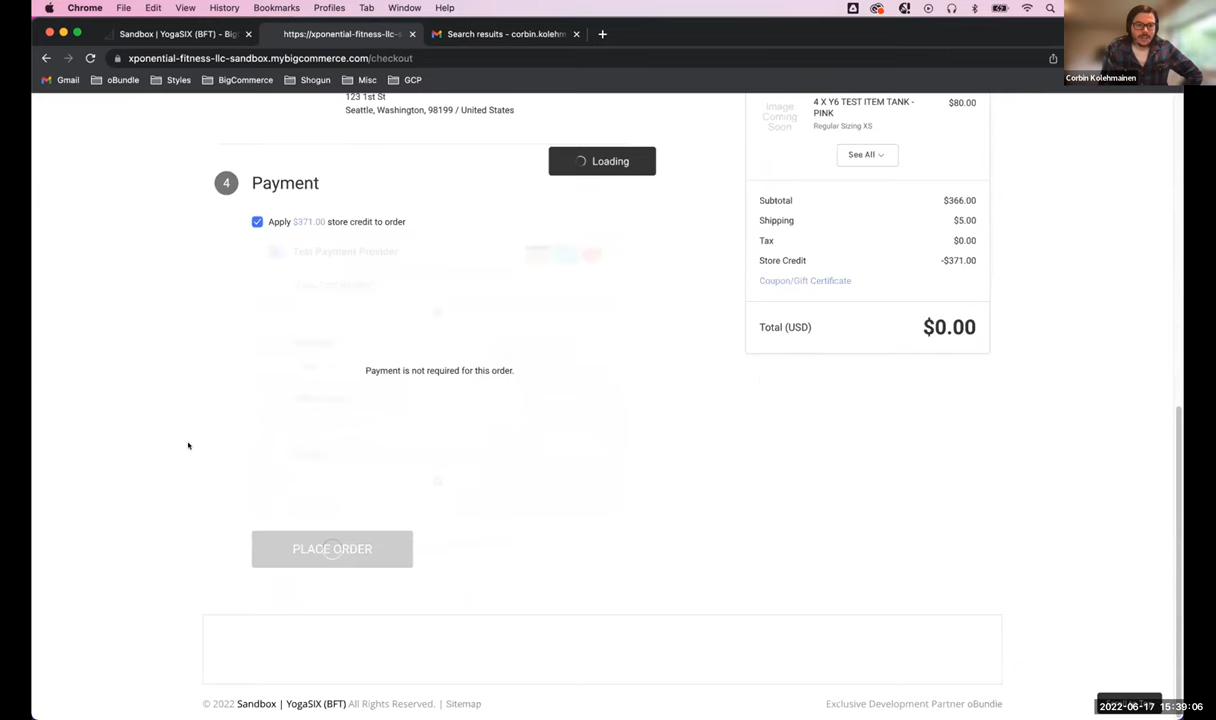 Chrome File Edit View History Bookmarks Profiles Tab Window Help
Sandbox | YogaSIX (BFT) - Big
https://xponential-fitness-llc-s
Search results - corbin.kolehm
xponential-fitness-llc-sandbox.mybigcommerce.com/checkout
Gmail oBundle Styles BigCommerce Shogun Misc GCP
Corbin Kolehmainen
123 1st St
Seattle, Washington, 98199 / United States
Image
Coming
Soon
4 X Y6 TEST ITEM TANK -
PINK
Regular Sizing XS
$80.00
See All
Loading
4 Payment
Apply $371.00 store credit to order
Test Payment Provider
Payment is not required for this order.
PLACE ORDER
Subtotal $366.00
Shipping $5.00
Tax $0.00
Store Credit -$371.00
Coupon/Gift Certificate
Total (USD) $0.00
© 2022 Sandbox | YogaSIX (BFT) All Rights Reserved. | Sitemap
Exclusive Development Partner oBundle
2022-06-17 15:39:06